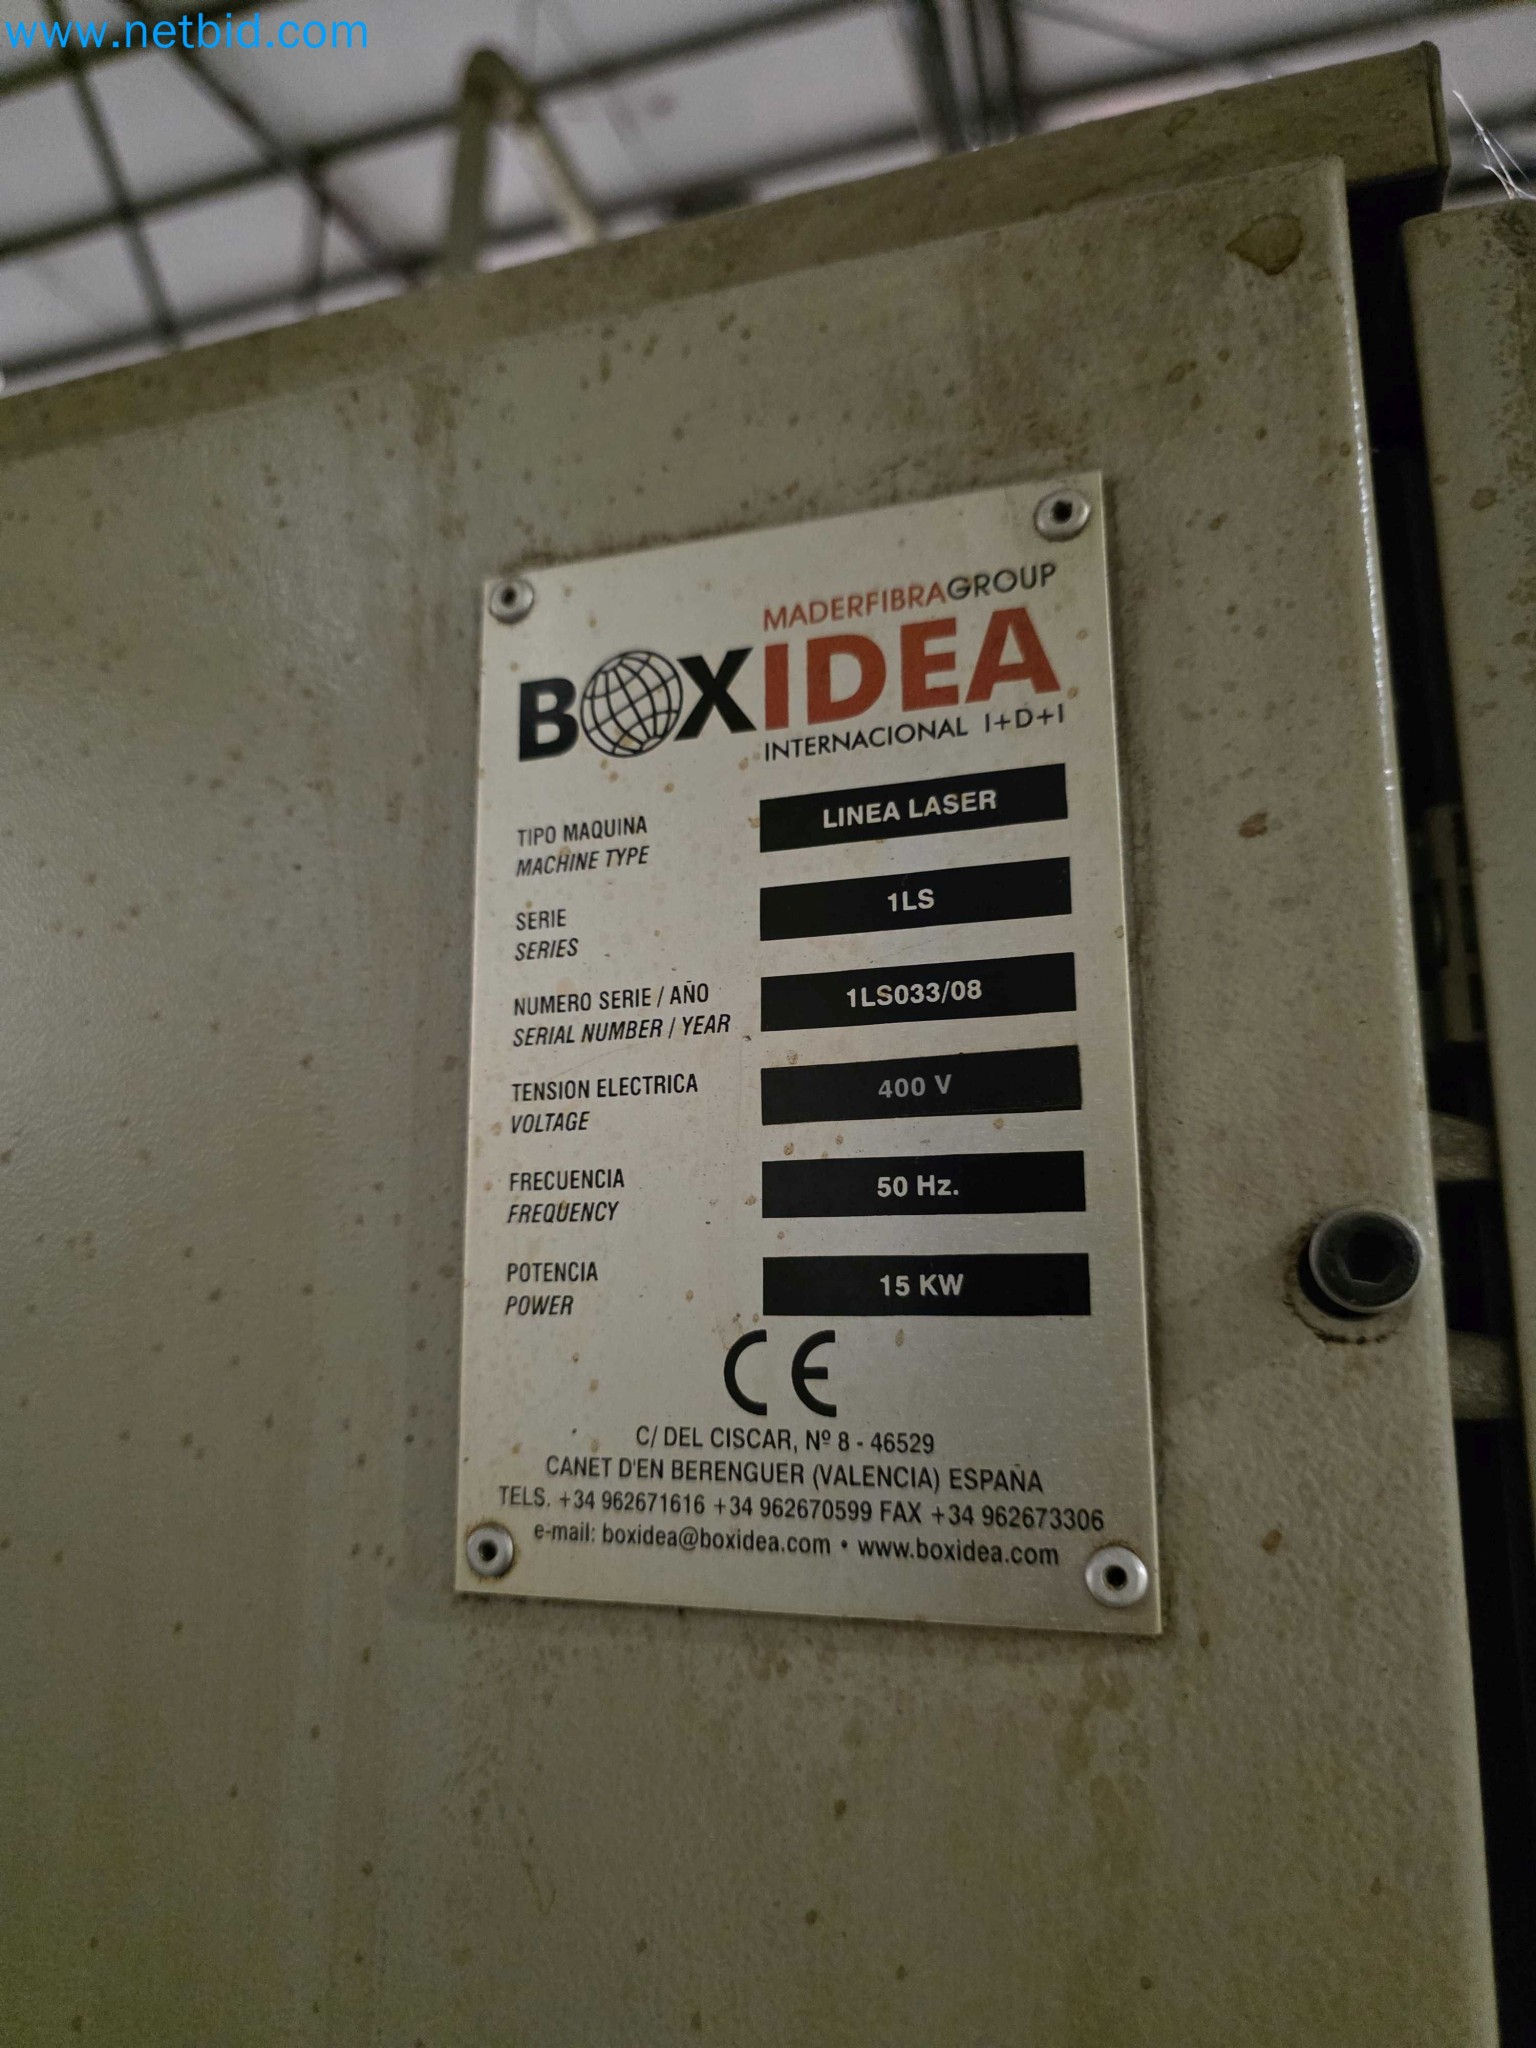 www.netbid.com
MADERFIBRAGROUP
BOXIDEA
INTERNACIONAL I+D+I
TIPO MAQUINA
MACHINE TYPE
LINEA LASER
SERIE
SERIES
1LS
NUMERO SERIE / AÑO
SERIAL NUMBER / YEAR
1LS033/08
TENSION ELECTRICA
VOLTAGE
400 V
FRECUENCIA
FREQUENCY
50 Hz.
POTENCIA
POWER
15 KW
CE
C/ DEL CISCAR, Nº 8 - 46529
CANET D'EN BERENGUER (VALENCIA) ESPAÑA
TELS. +34 962671616 +34 962670599 FAX +34 962673306
e-mail: boxidea@boxidea.com • www.boxidea.com